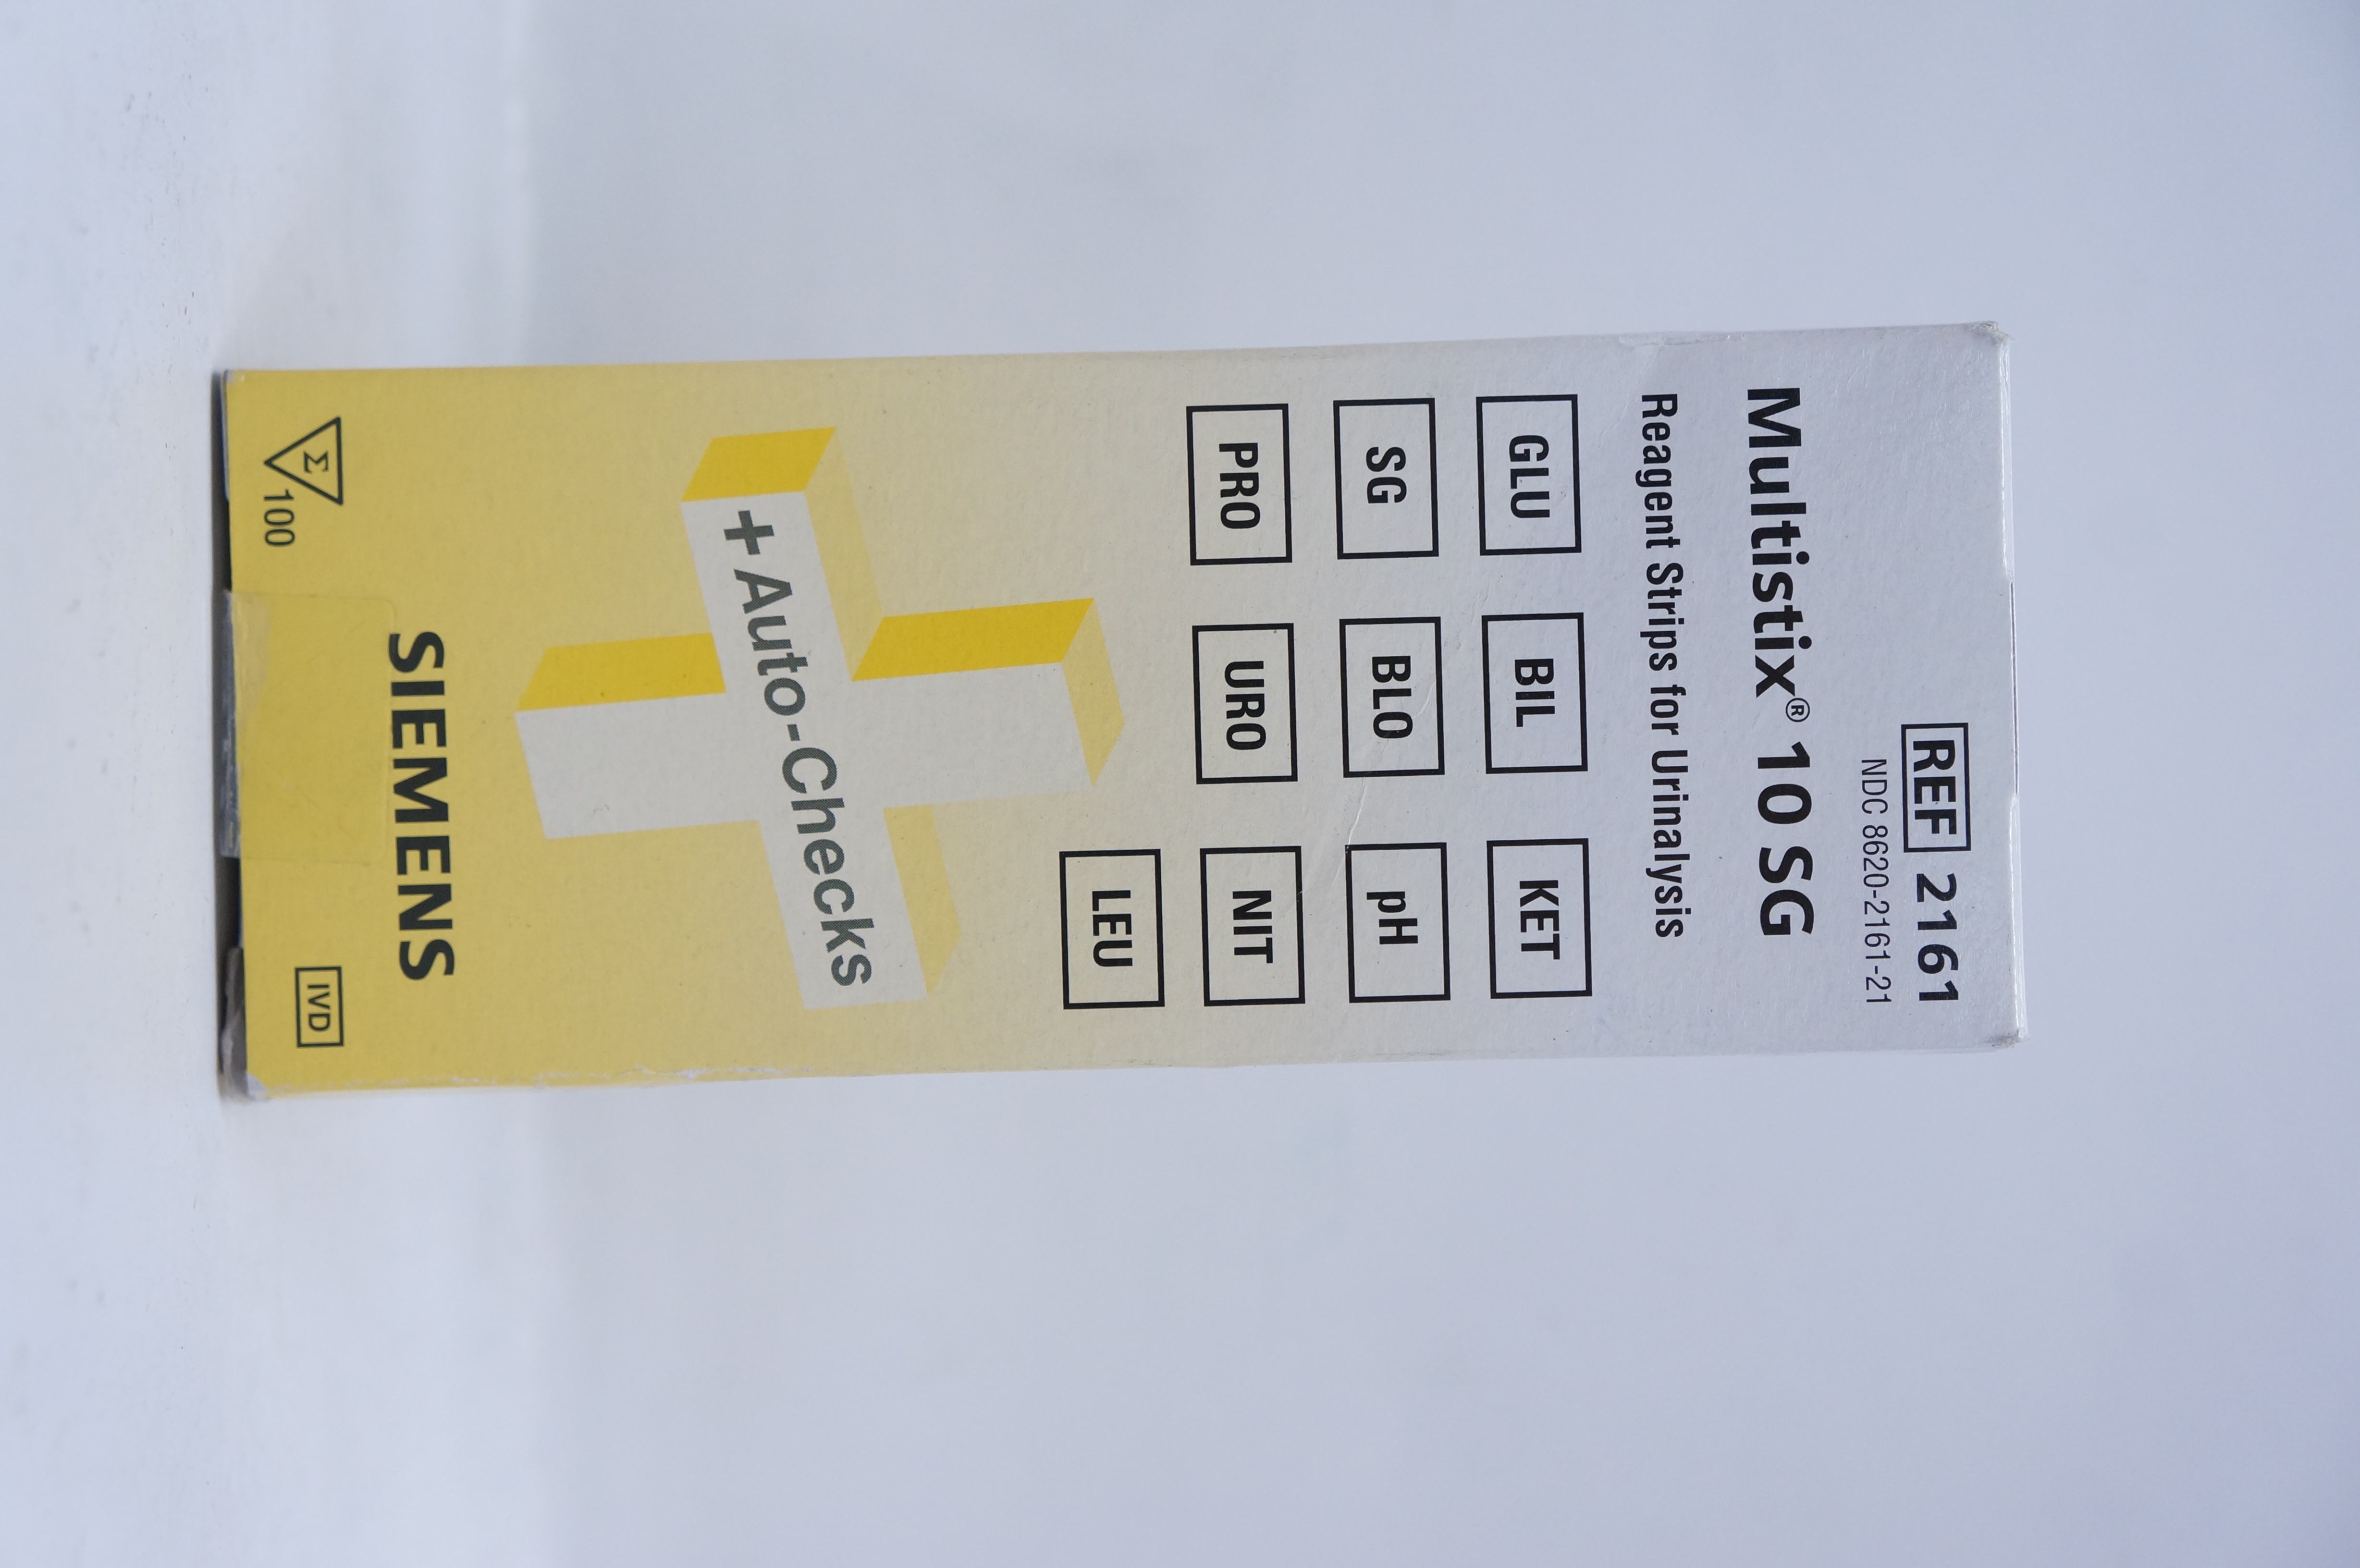 REF 2161
NDC 8620-2161-21
Multistix® 10 SG
Reagent Strips for Urinalysis
GLU BIL KET
SG BLO pH
PRO URO NIT
LEU
+ Auto-Checks
SIEMENS
Σ 100
IVD